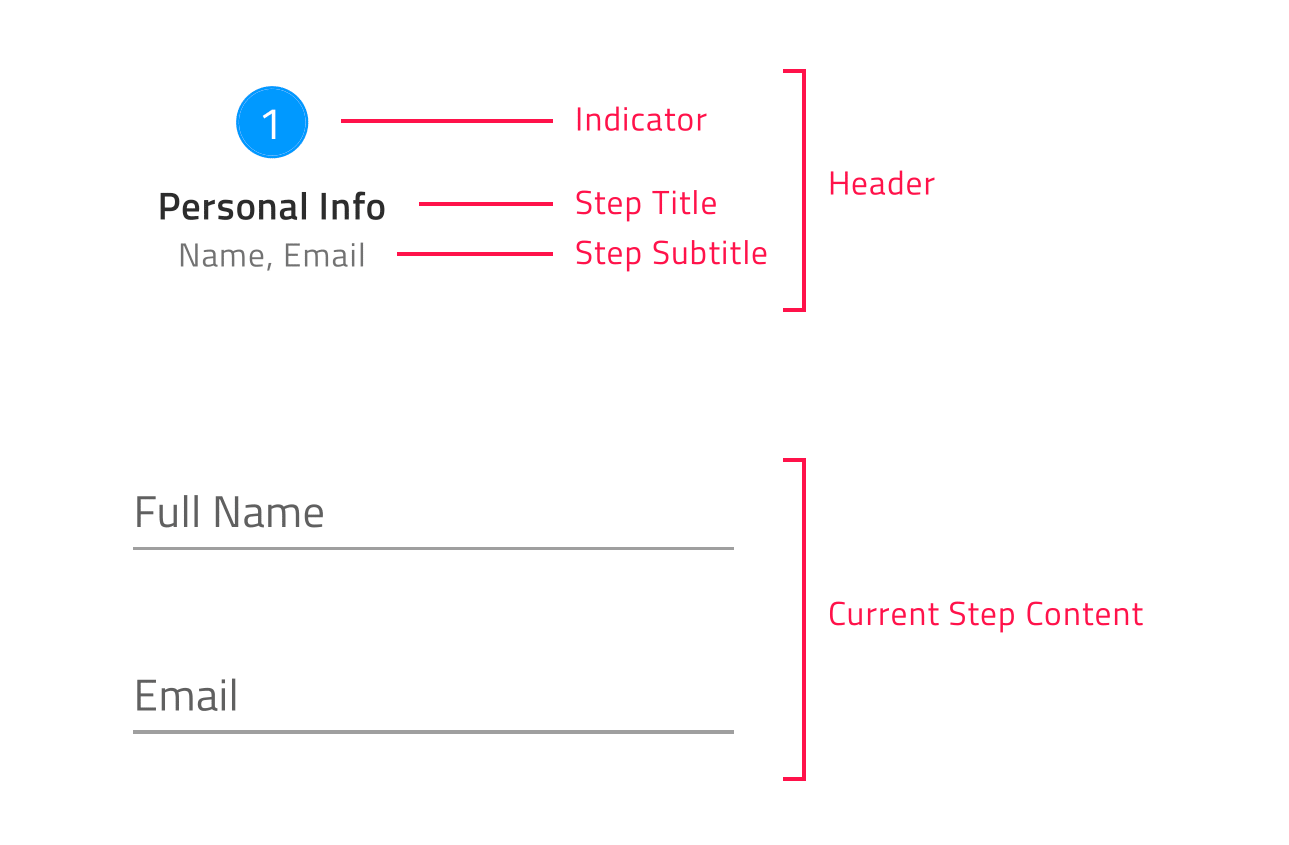 1
Indicator
Header
Personal Info
Step Title
Name, Email
Step Subtitle
Full Name
Current Step Content
Email